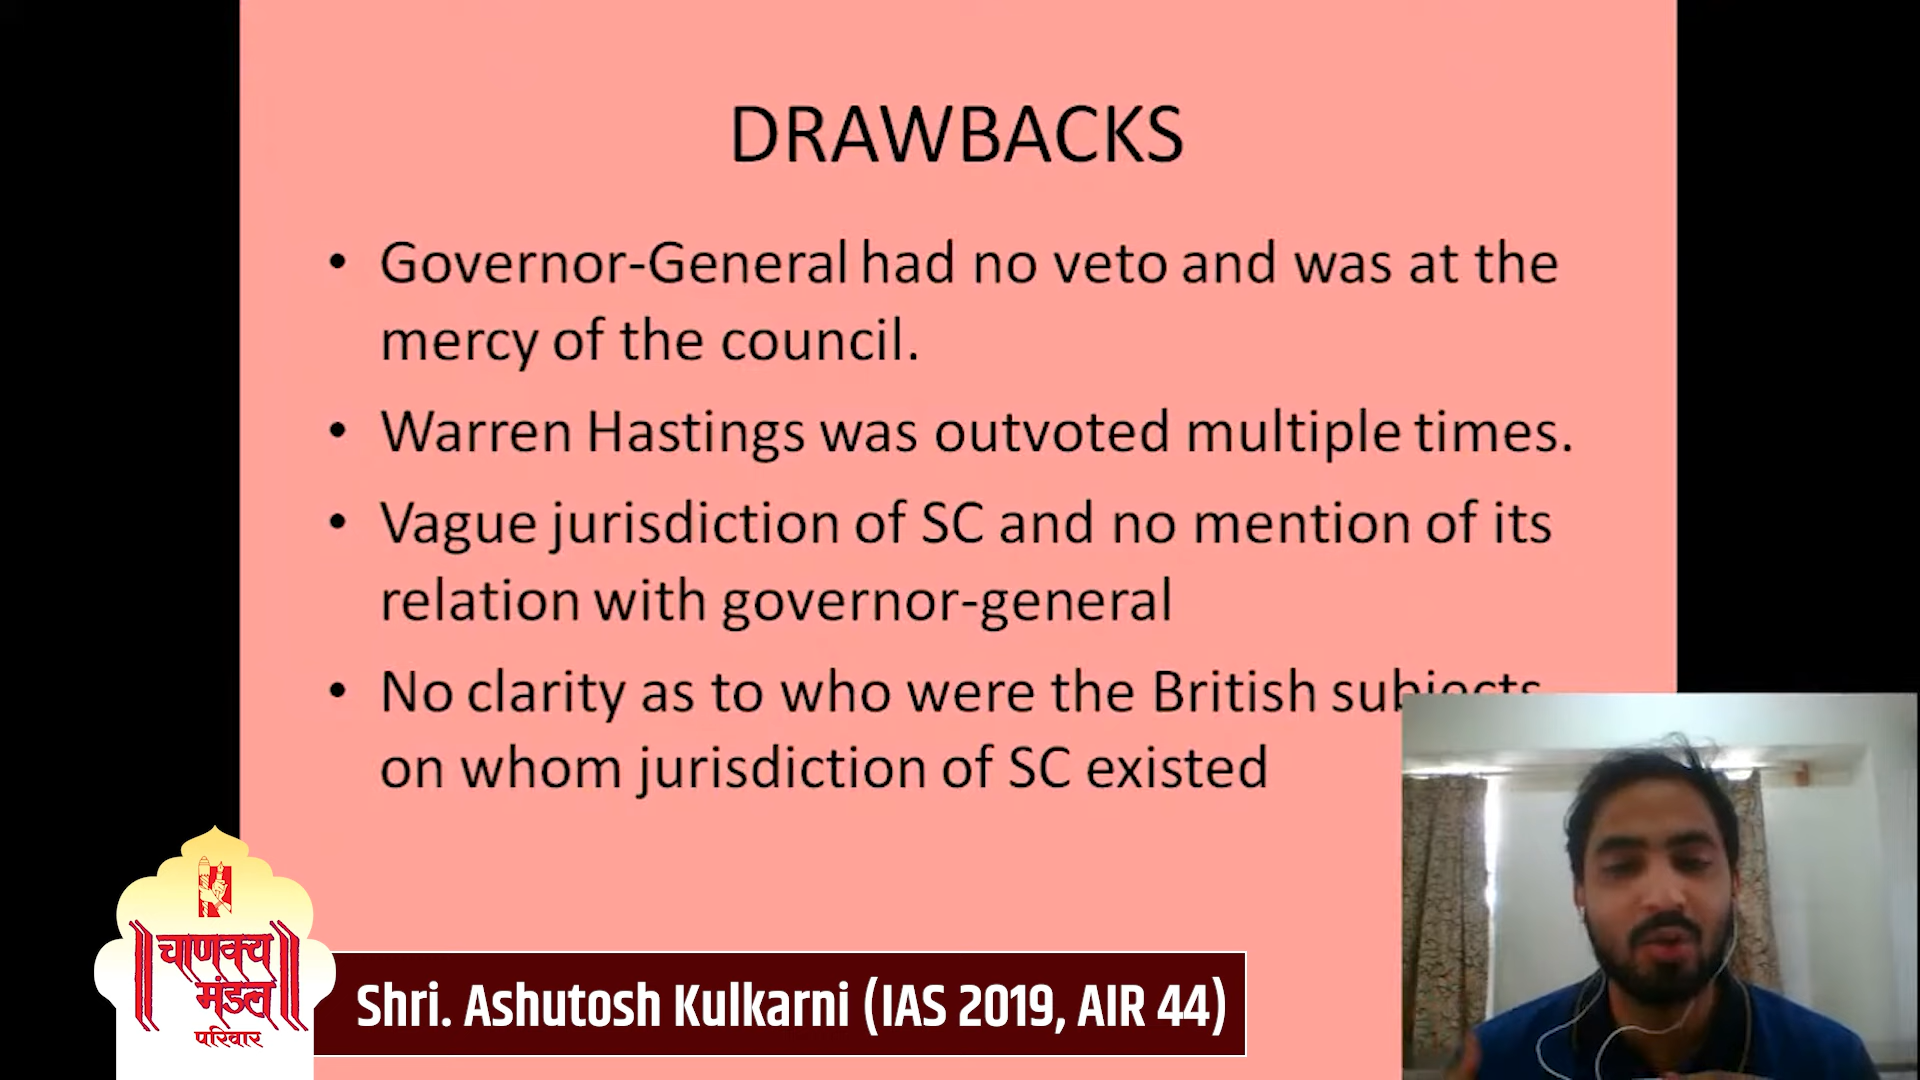 DRAWBACKS
• Governor-General had no veto and was at the
mercy of the council.
• Warren Hastings was outvoted multiple times.
• Vague jurisdiction of SC and no mention of its
relation with governor-general
• No clarity as to who were the British subjects
on whom jurisdiction of SC existed
चाणक्य
मंडल
परिवार
Shri. Ashutosh Kulkarni (IAS 2019, AIR 44)